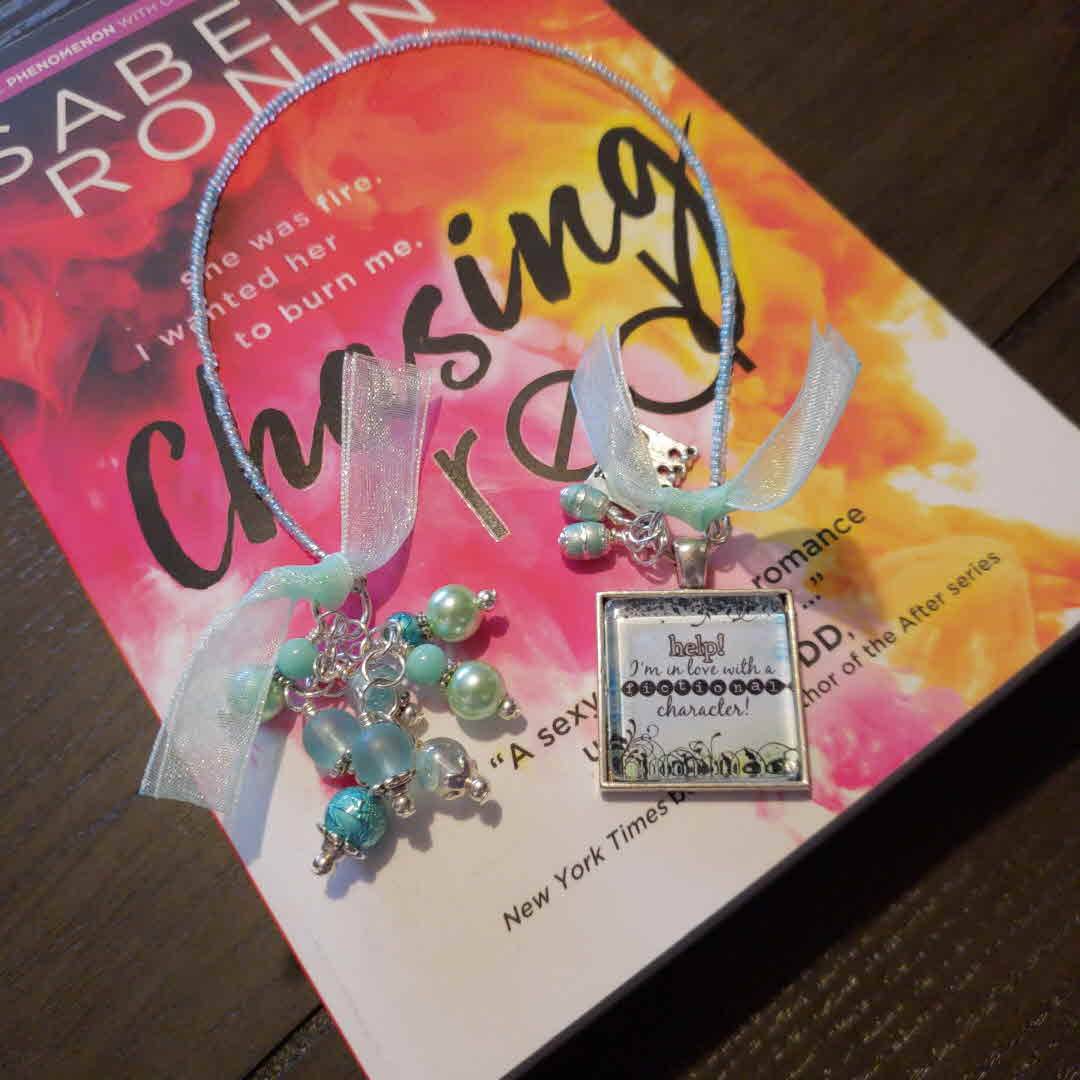 PHENOMENON WITH
SABEL
RONIN
she was fire.
i wanted her
to burn me.
chasing
red
romance
..."
"A sexy
DD,
thor of the After series
New York Times b
help!
I'm in love with a
fictional
character!